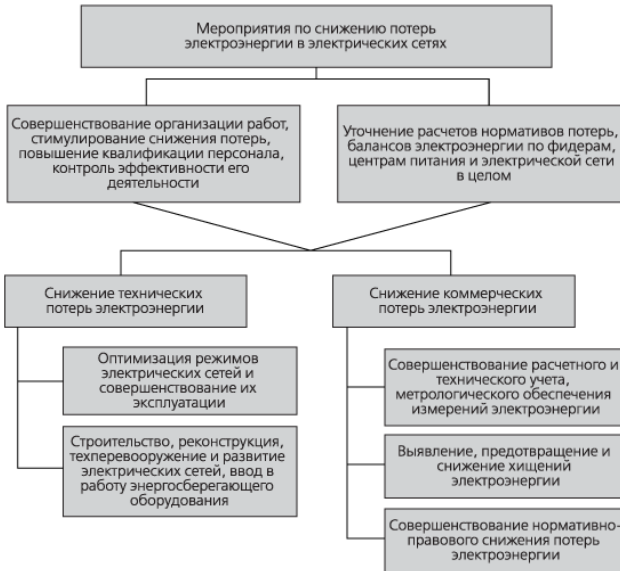 Мероприятия по снижению потерь
электроэнергии в электрических сетях
Совершенствование организации работ,
стимулирование снижения потерь,
повышение квалификации персонала,
контроль эффективности его
деятельности
Уточнение расчетов нормативов потерь,
балансов электроэнергии по фидерам,
центрам питания и электрической сети
в целом
Снижение технических
потерь электроэнергии
Оптимизация режимов
электрических сетей и
совершенствование их
эксплуатации
Строительство, реконструкция,
техперевооружение и развитие
электрических сетей, ввод в
работу энергосберегающего
оборудования
Снижение коммерческих
потерь электроэнергии
Совершенствование расчетного и
технического учета,
метрологического обеспечения
измерений электроэнергии
Выявление, предотвращение и
снижение хищений
электроэнергии
Совершенствование нормативно-
правового снижения потерь
электроэнергии